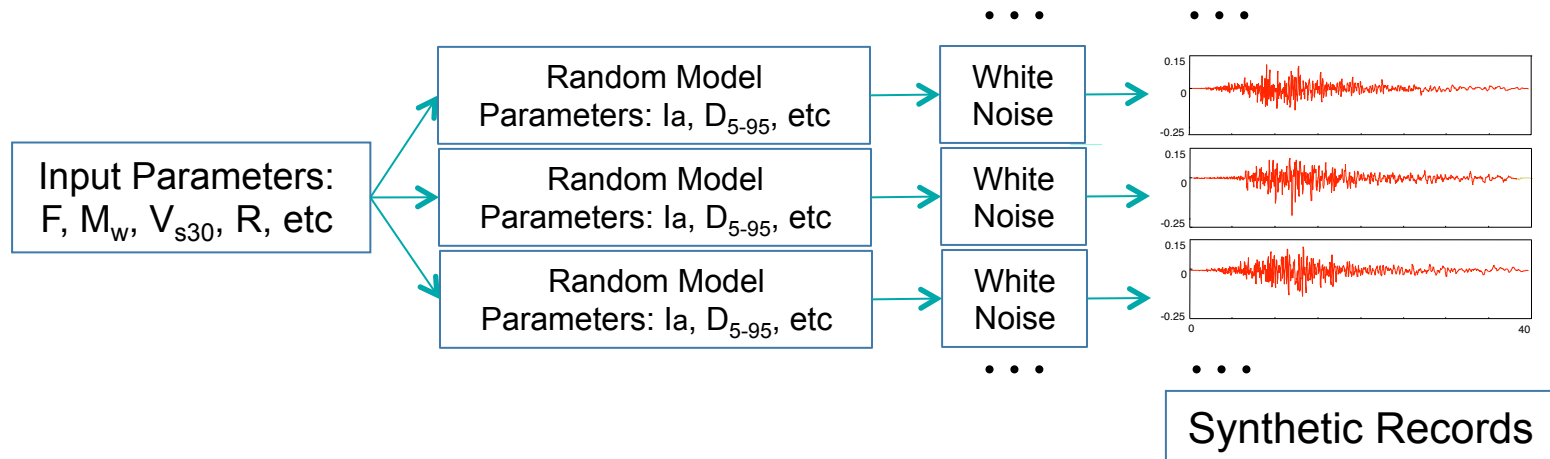 • • •
• • •
Input Parameters:
F, Mw, Vs30, R, etc
Random Model
Parameters: Ia, D5-95, etc
White
Noise
0.15
0
-0.25
Random Model
Parameters: Ia, D5-95, etc
White
Noise
0.15
0
-0.25
Random Model
Parameters: Ia, D5-95, etc
White
Noise
0.15
0
-0.25
0
40
• • •
• • •
Synthetic Records